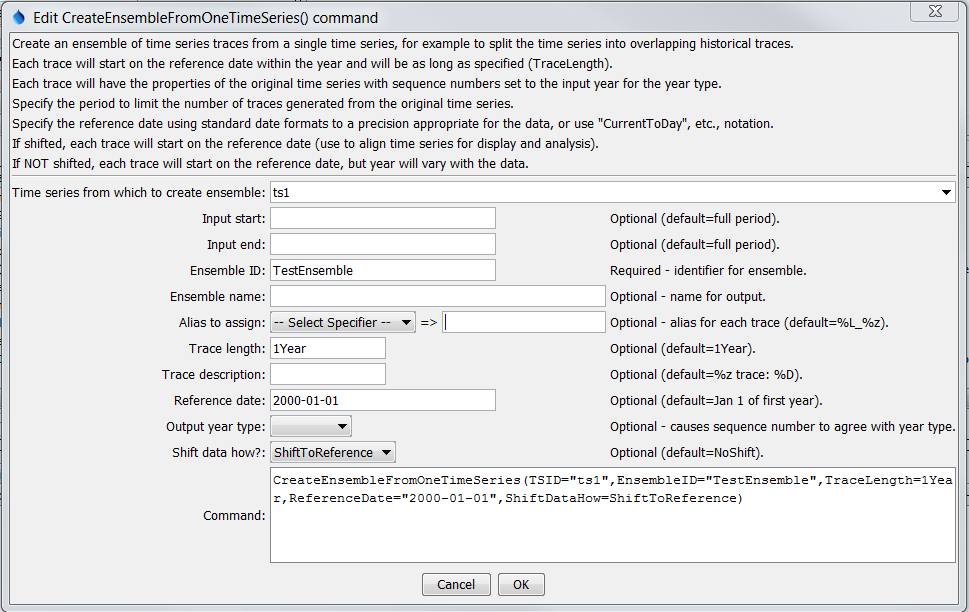 Edit CreateEnsembleFromOneTimeSeries() command
Create an ensemble of time series traces from a single time series, for example to split the time series into overlapping historical traces.
Each trace will start on the reference date within the year and will be as long as specified (TraceLength).
Each trace will have the properties of the original time series with sequence numbers set to the input year for the year type.
Specify the period to limit the number of traces generated from the original time series.
Specify the reference date using standard date formats to a precision appropriate for the data, or use "CurrentToDay", etc., notation.
If shifted, each trace will start on the reference date (use to align time series for display and analysis).
If NOT shifted, each trace will start on the reference date, but year will vary with the data.
Time series from which to create ensemble: ts1
Input start: Optional (default=full period).
Input end: Optional (default=full period).
Ensemble ID: TestEnsemble Required - identifier for ensemble.
Ensemble name: Optional - name for output.
Alias to assign: -- Select Specifier -- => Optional - alias for each trace (default=%L_%z).
Trace length: 1Year Optional (default=1Year).
Trace description: Optional (default=%z trace: %D).
Reference date: 2000-01-01 Optional (default=Jan 1 of first year).
Output year type: Optional - causes sequence number to agree with year type.
Shift data how?: ShiftToReference Optional (default=NoShift).
Command: CreateEnsembleFromOneTimeSeries(TSID="ts1",EnsembleID="TestEnsemble",TraceLength=1Yea
r,ReferenceDate="2000-01-01",ShiftDataHow=ShiftToReference)
Cancel OK